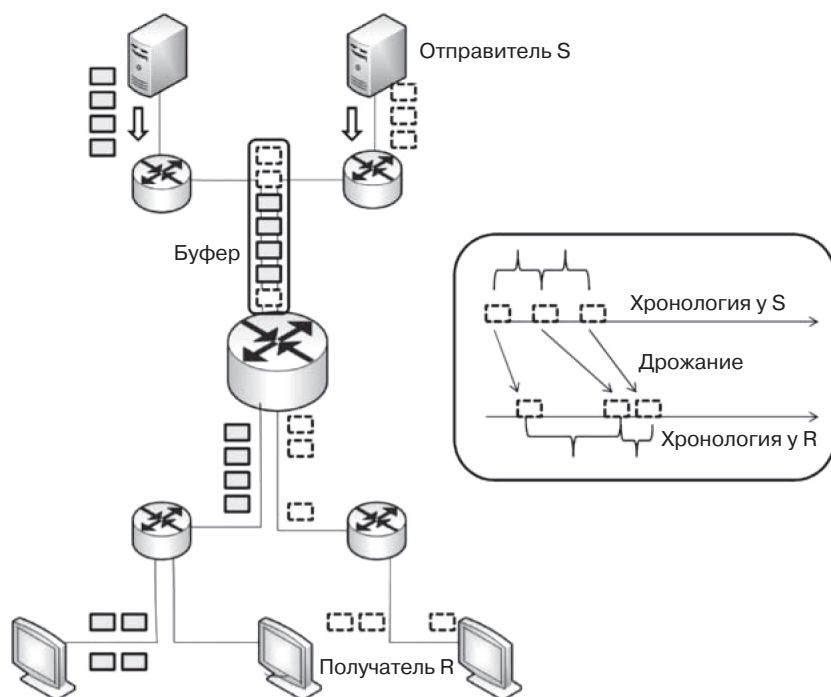 Отправитель S
Буфер
Хронология у S
Дрожание
Хронология у R
Получатель R